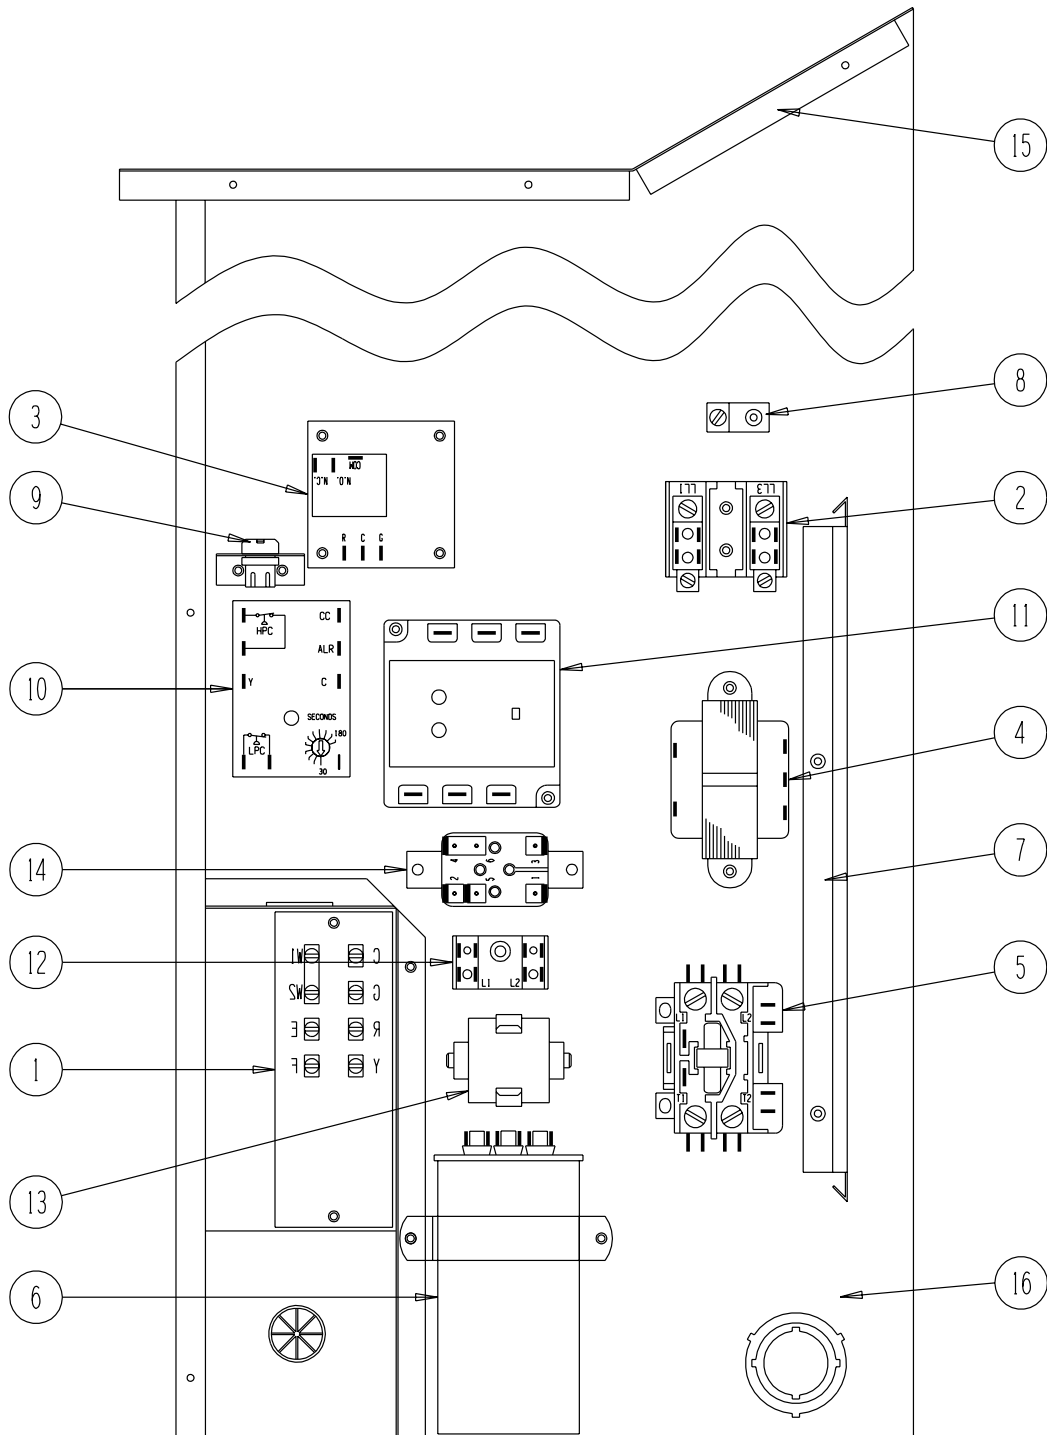 15
8
3
2
9
COM
N.C. N.O.
LL1 LL3
R C G
11
HPC CC
ALR
10
Y C
SECONDS
180
LPC
30
4
7
14
2 4 5 6 1 3
12
L1 L2
5
W1 C
W2 G
E R
F Y
L1 L2
T1 T2
1
13
6
16